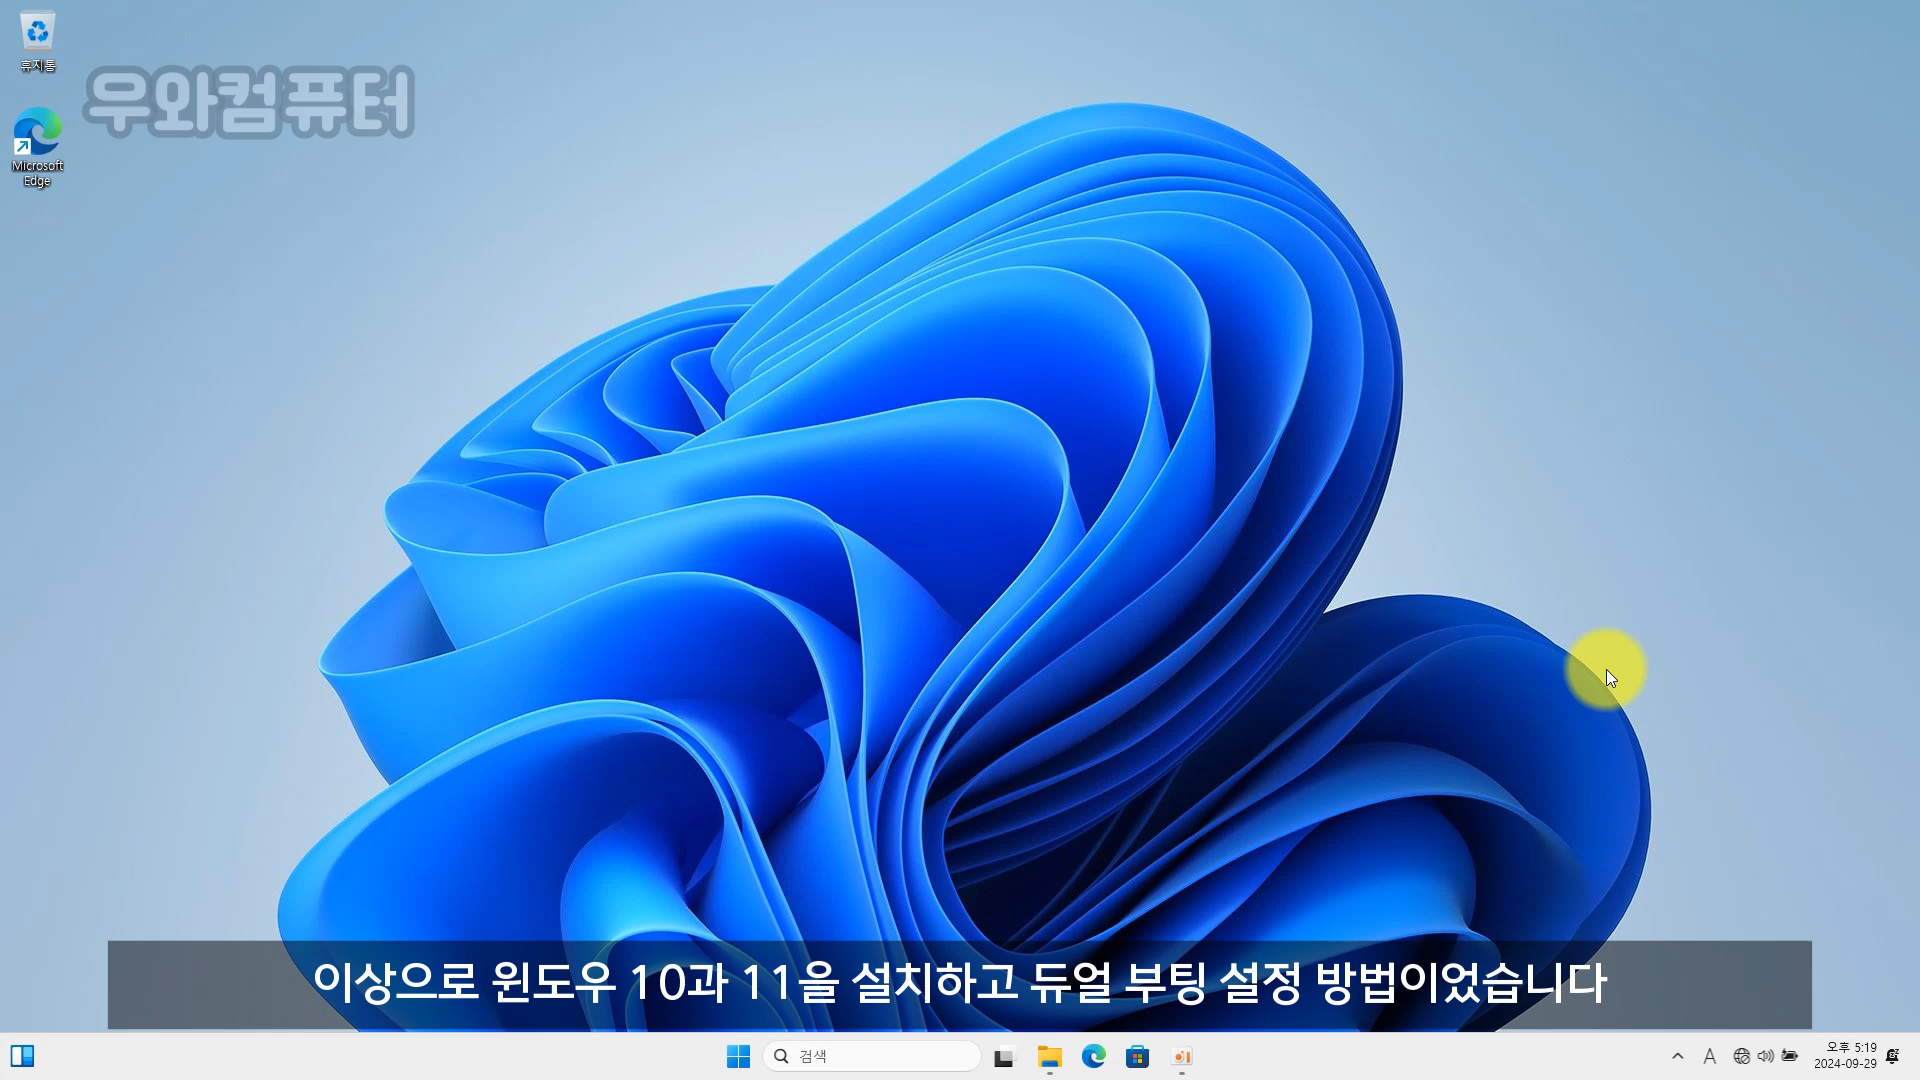 휴지통
우와컴퓨터
Microsoft
Edge
이상으로 윈도우 10과 11을 설치하고 듀얼 부팅 설정 방법이었습니다
검색
A
오후 5:19
2024-09-29